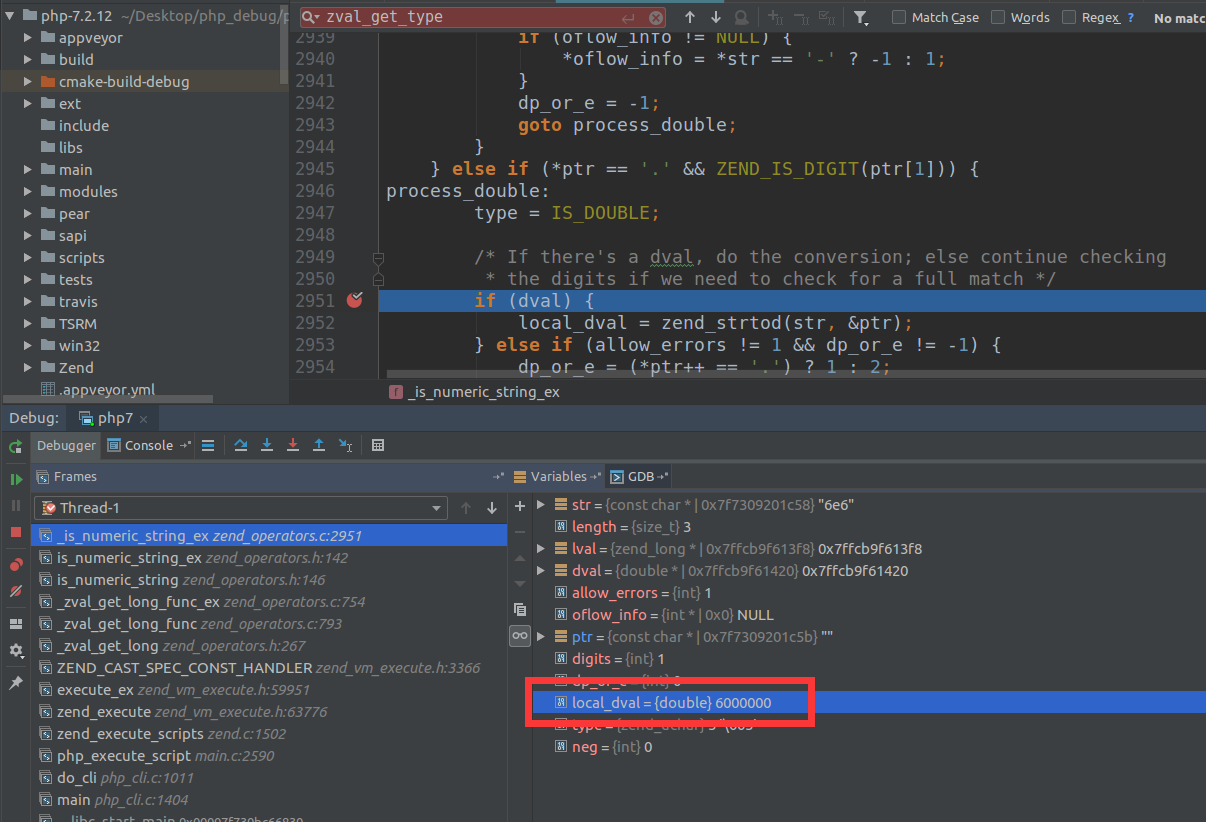 php-7.2.12 ~/Desktop/php_debug/p
appveyor
build
cmake-build-debug
ext
include
libs
main
modules
pear
sapi
scripts
tests
travis
TSRM
win32
Zend
.appveyor.yml
zval_get_type
Match Case Words Regex ? No matc
2939 if (oflow_info != NULL) {
2940 *oflow_info = *str == '-' ? -1 : 1;
2941 }
2942 dp_or_e = -1;
2943 goto process_double;
2944 }
2945 } else if (*ptr == '.' && ZEND_IS_DIGIT(ptr[1])) {
2946 process_double:
2947 type = IS_DOUBLE;
2948
2949 /* If there's a dval, do the conversion; else continue checking
2950 * the digits if we need to check for a full match */
2951 if (dval) {
2952 local_dval = zend_strtod(str, &ptr);
2953 } else if (allow_errors != 1 && dp_or_e != -1) {
2954 dp_or_e = (*ptr++ == '.') ? 1 : 2;
f _is_numeric_string_ex
Debug: php7
Debugger Console
Frames
Thread-1
_is_numeric_string_ex zend_operators.c:2951
is_numeric_string_ex zend_operators.h:142
is_numeric_string zend_operators.h:146
_zval_get_long_func_ex zend_operators.c:754
_zval_get_long_func zend_operators.c:793
_zval_get_long zend_operators.h:267
ZEND_CAST_SPEC_CONST_HANDLER zend_vm_execute.h:3366
execute_ex zend_vm_execute.h:59951
zend_execute zend_vm_execute.h:63776
zend_execute_scripts zend.c:1502
php_execute_script main.c:2590
do_cli php_cli.c:1011
main php_cli.c:1404
Variables GDB
str = {const char * | 0x7f7309201c58} "6e6"
length = {size_t} 3
lval = {zend_long * | 0x7ffcb9f613f8} 0x7ffcb9f613f8
dval = {double * | 0x7ffcb9f61420} 0x7ffcb9f61420
allow_errors = {int} 1
oflow_info = {int * | 0x0} NULL
ptr = {const char * | 0x7f7309201c5b} ""
digits = {int} 1
dp_or_e = {int} 0
local_dval = {double} 6000000
neg = {int} 0